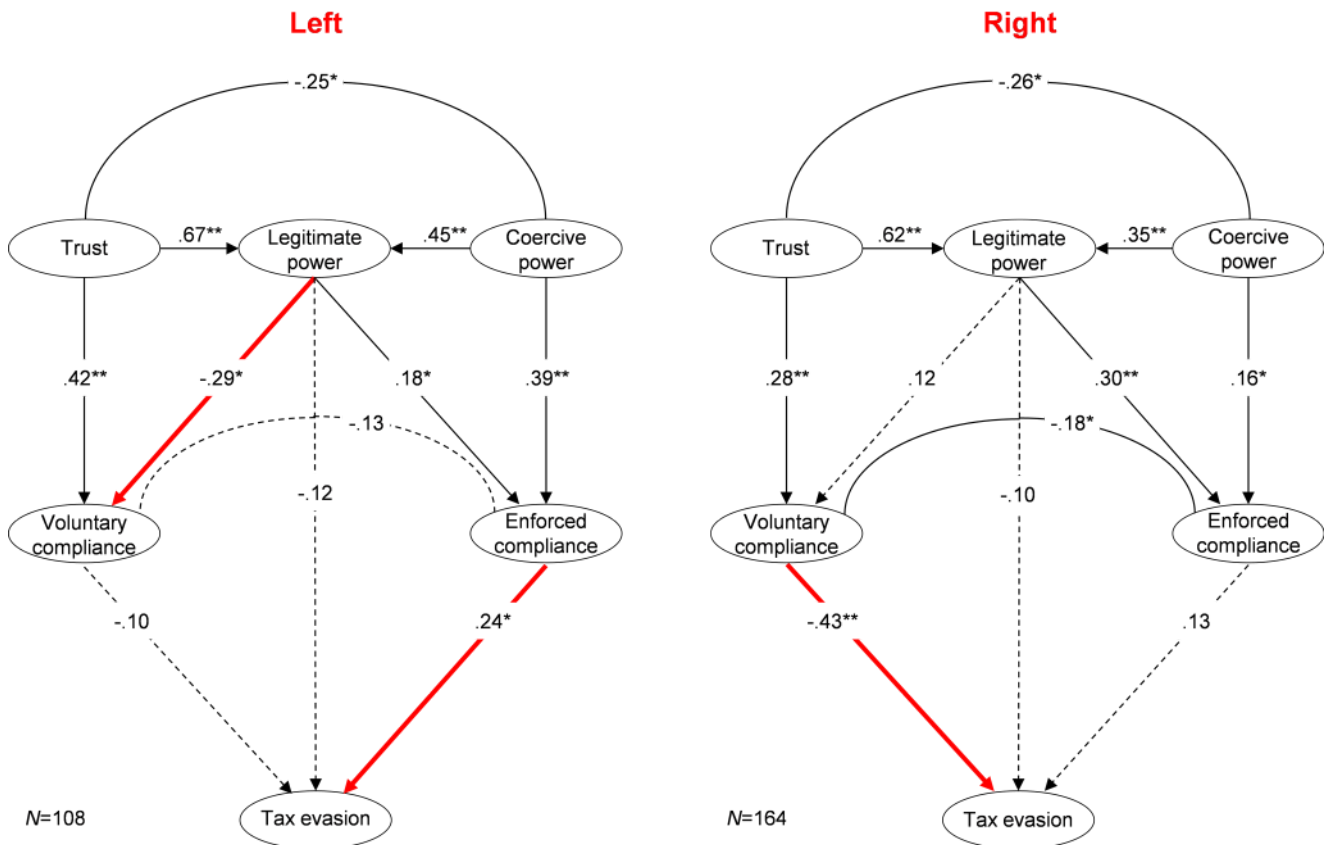 Left
-.25*
Trust
.67**
Legitimate
power
.45**
Coercive
power
.42**
-.29*
.18*
.39**
-.13
-.12
Voluntary
compliance
Enforced
compliance
-.10
.24*
N=108
Tax evasion
Right
-.26*
Trust
.62**
Legitimate
power
.35**
Coercive
power
.28**
.12
.30**
.16*
-.18*
-.10
Voluntary
compliance
Enforced
compliance
-.43**
.13
N=164
Tax evasion